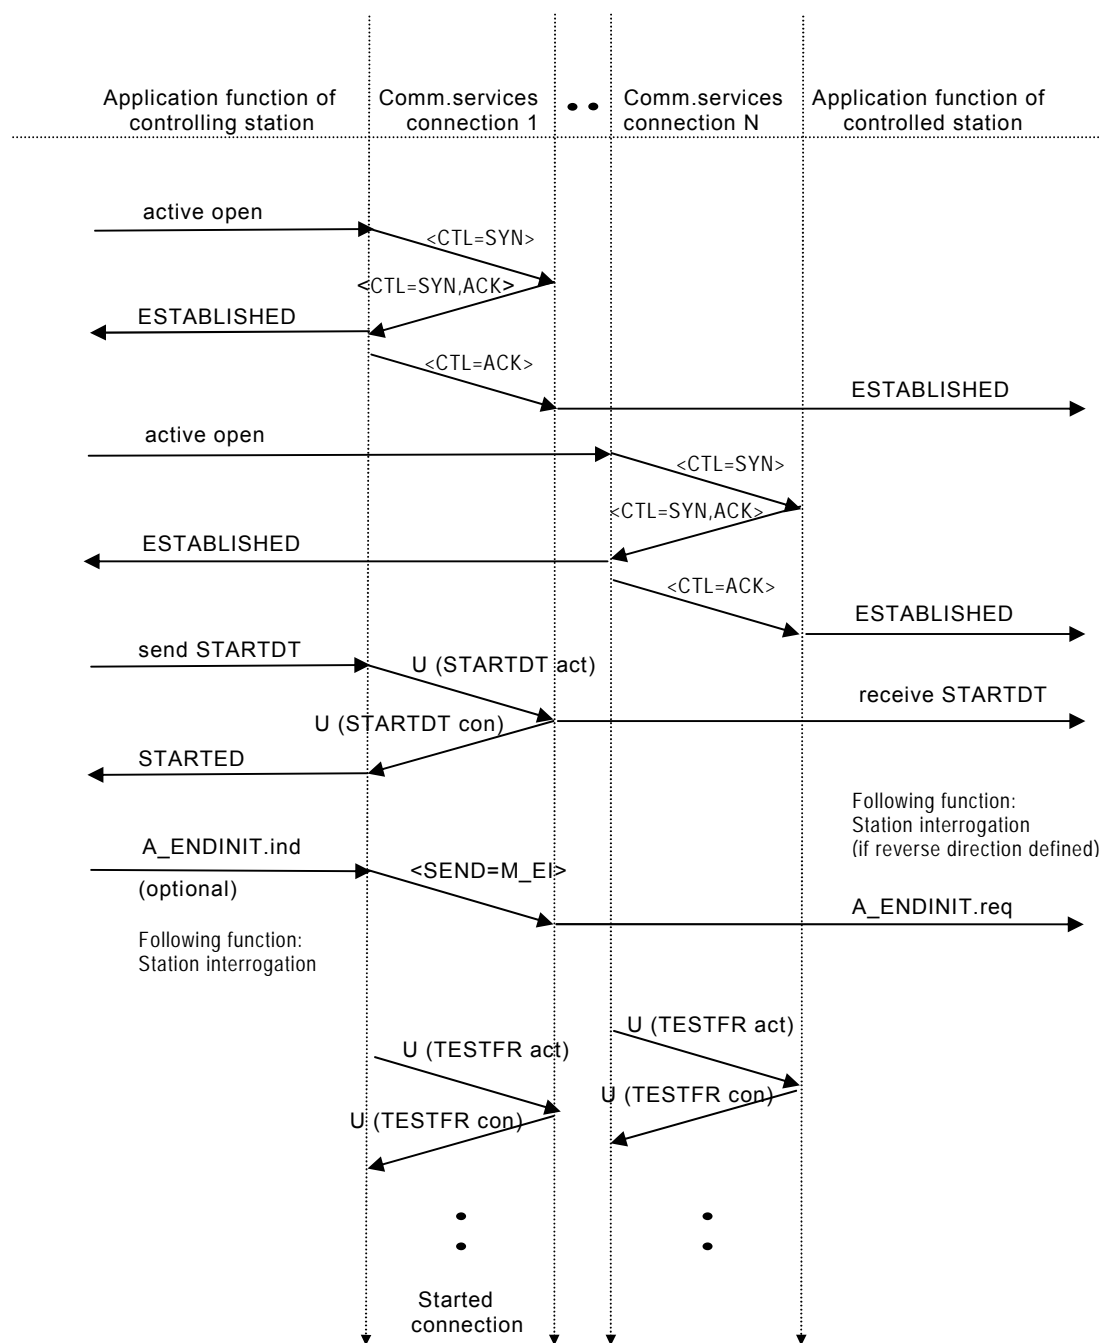 Application function of
controlling station
Comm.services
connection 1
Comm.services
connection N
Application function of
controlled station
active open
<CTL=SYN>
<CTL=SYN,ACK>
ESTABLISHED
<CTL=ACK>
ESTABLISHED
active open
<CTL=SYN>
<CTL=SYN,ACK>
ESTABLISHED
<CTL=ACK>
ESTABLISHED
send STARTDT
U (STARTDT act)
receive STARTDT
U (STARTDT con)
STARTED
Following function:
Station interrogation
(if reverse direction defined)
A_ENDINIT.ind
(optional)
<SEND=M_EI>
A_ENDINIT.req
Following function:
Station interrogation
U (TESTFR act)
U (TESTFR act)
U (TESTFR con)
U (TESTFR con)
Started
connection